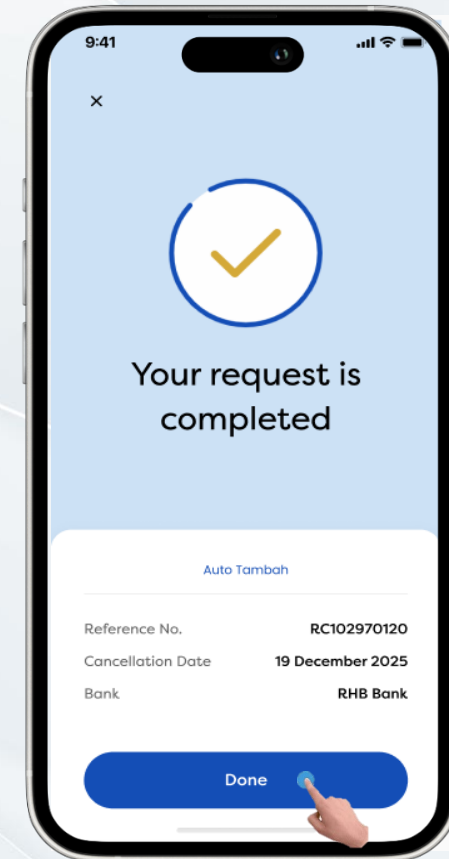 9:41
Your request is
completed
Auto Tambah
Reference No. RC102970120
Cancellation Date 19 December 2025
Bank RHB Bank
Done